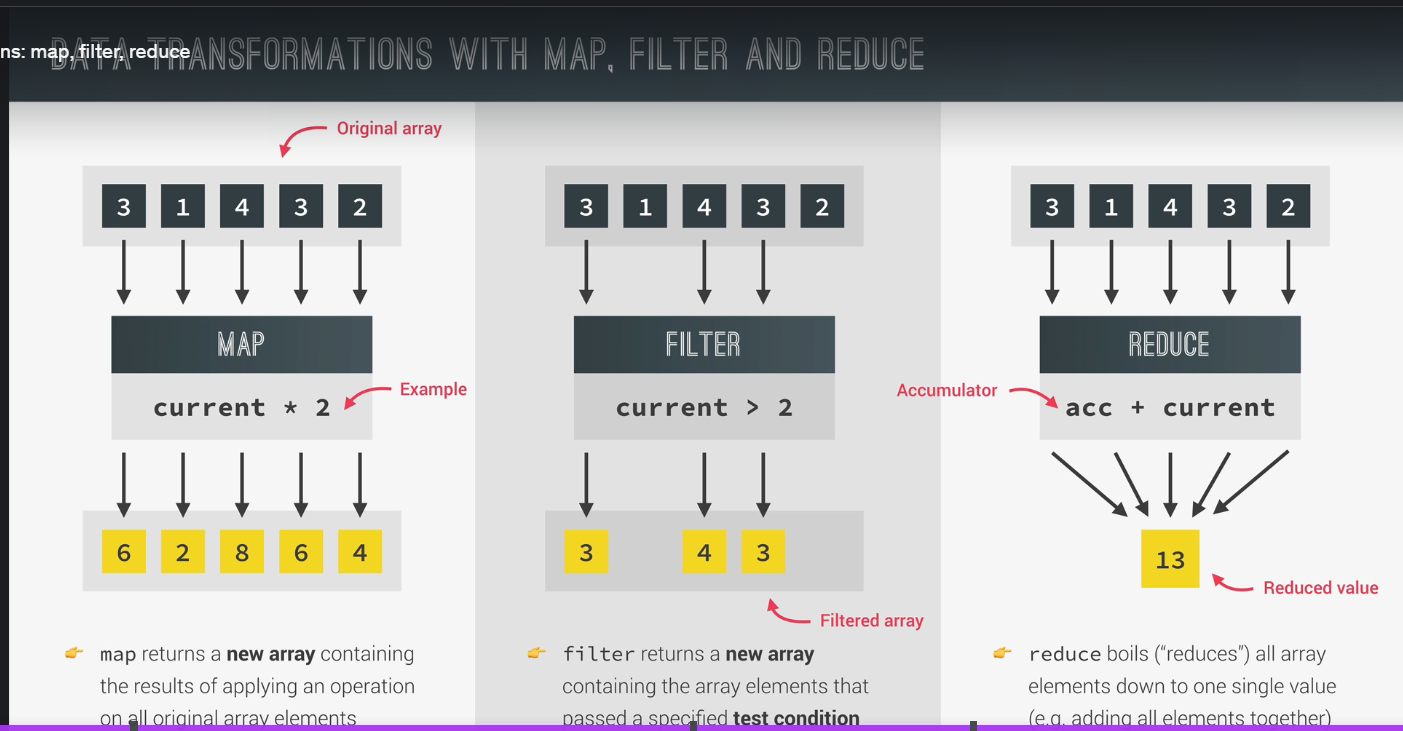 ns: map, filter, reduce
DATA TRANSFORMATIONS WITH MAP, FILTER AND REDUCE
Original array
3 1 4 3 2
MAP
current * 2
Example
6 2 8 6 4
map returns a new array containing
the results of applying an operation
on all original array elements
3 1 4 3 2
FILTER
current > 2
3 4 3
Filtered array
filter returns a new array
containing the array elements that
passed a specified test condition
3 1 4 3 2
REDUCE
Accumulator
acc + current
13
Reduced value
reduce boils (“reduces”) all array
elements down to one single value
(e.g. adding all elements together)